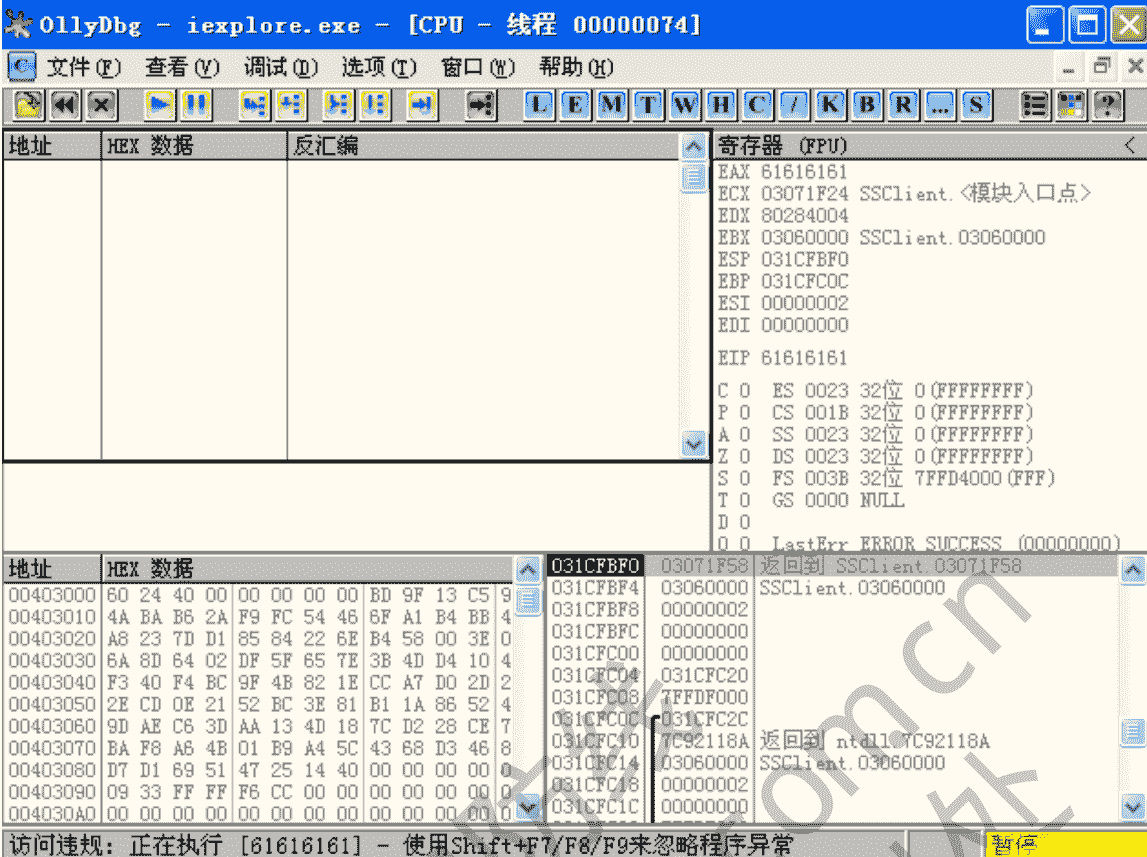 OllyDbg - iexplore.exe - [CPU - 线程 00000074]
文件(F) 查看(V) 调试(D) 选项(T) 窗口(W) 帮助(H)
L E M T W H C / K B R ... S ?
地址 HEX 数据 反汇编
寄存器 (FPU) <
EAX 61616161
ECX 03071F24 SSClient.<模块入口点>
EDX 80284004
EBX 03060000 SSClient.03060000
ESP 031CFBF0
EBP 031CFC0C
ESI 00000002
EDI 00000000
EIP 61616161
C 0 ES 0023 32位 0(FFFFFFFF)
P 0 CS 001B 32位 0(FFFFFFFF)
A 0 SS 0023 32位 0(FFFFFFFF)
Z 0 DS 0023 32位 0(FFFFFFFF)
S 0 FS 003B 32位 7FFD4000(FFF)
T 0 GS 0000 NULL
D 0
O 0 LastErr ERROR_SUCCESS (00000000)
地址 HEX 数据
00403000 60 24 40 00 00 00 00 00 BD 9F 13 C5 9
00403010 4A BA B6 2A F9 FC 54 46 6F A1 B4 BB 4
00403020 A8 23 7D D1 85 84 22 6E B4 58 00 3E 0
00403030 6A 8D 64 02 DF 5F 65 7E 3B 4D D4 10 4
00403040 F3 40 F4 BC 9F 4B 82 1E CC A7 D0 2D 2
00403050 2E CD 0E 21 52 BC 3E 81 B1 1A 86 52 4
00403060 9D AE C6 3D AA 13 4D 18 7C D2 28 CE 7
00403070 BA F8 A6 4B 01 B9 A4 5C 43 68 D3 46 8
00403080 D7 D1 69 51 47 25 14 40 00 00 00 00 0
00403090 09 33 FF FF F6 CC 00 00 00 00 00 00 0
004030A0 00 00 00 00 00 00 00 00 00 00 00 00 0
031CFBF0 03071F58 返回到 SSClient.03071F58
031CFBF4 03060000 SSClient.03060000
031CFBF8 00000002
031CFBFC 00000000
031CFC00 00000000
031CFC04 031CFC20
031CFC08 7FFDF000
031CFC0C 031CFC2C
031CFC10 7C92118A 返回到 ntdll.7C92118A
031CFC14 03060000 SSClient.03060000
031CFC18 00000002
031CFC1C 00000000
访问违规: 正在执行 [61616161] - 使用Shift+F7/F8/F9来忽略程序异常
暂停